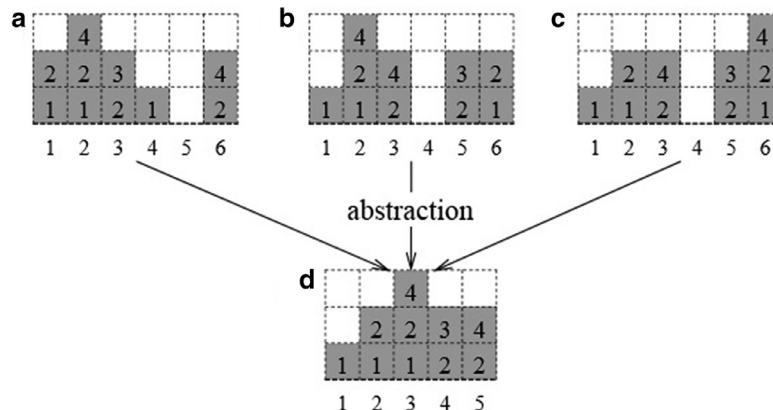 a
4
2 2 3 4
1 1 2 1 2
1 2 3 4 5 6
b
4
2 4 3 2
1 1 2 2 1
1 2 3 4 5 6
c
4
2 4 3 2
1 1 2 2 1
1 2 3 4 5 6
abstraction
d
4
2 2 3 4
1 1 1 2 2
1 2 3 4 5